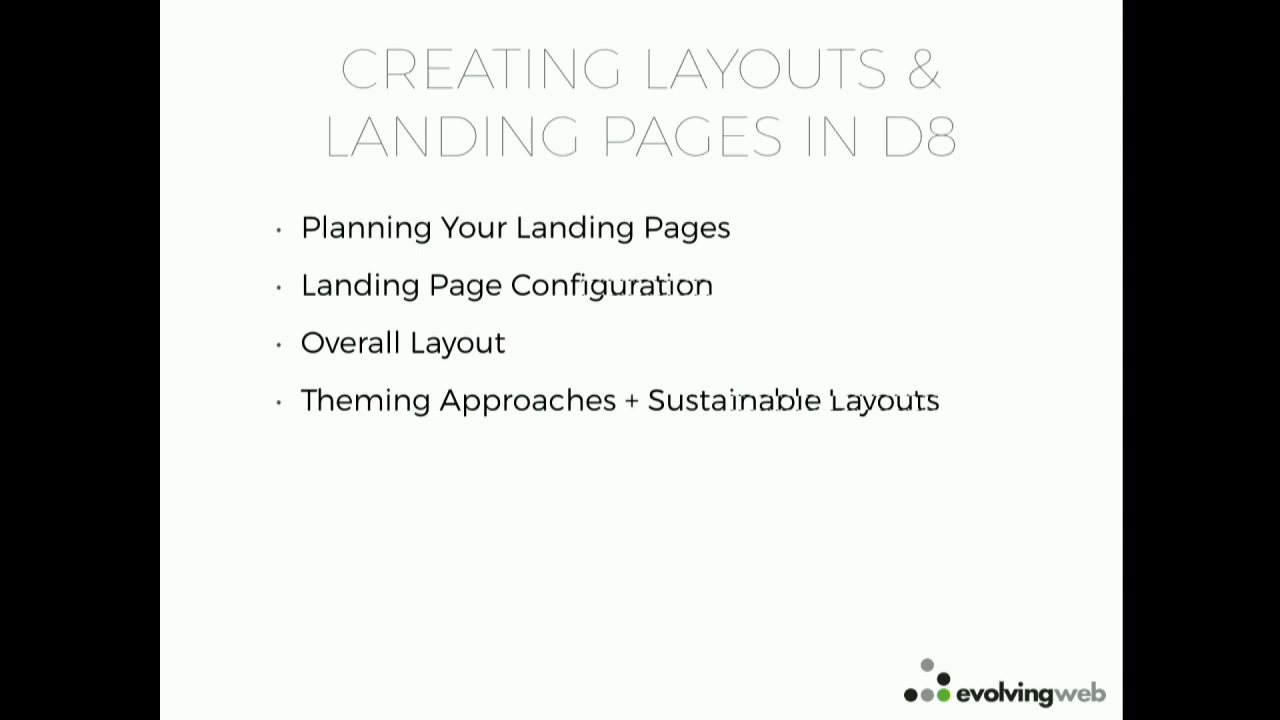 CREATING LAYOUTS &
LANDING PAGES IN D8
· Planning Your Landing Pages
· Landing Page Configuration
· Overall Layout
· Theming Approaches + Sustainable Layouts
evolvingweb